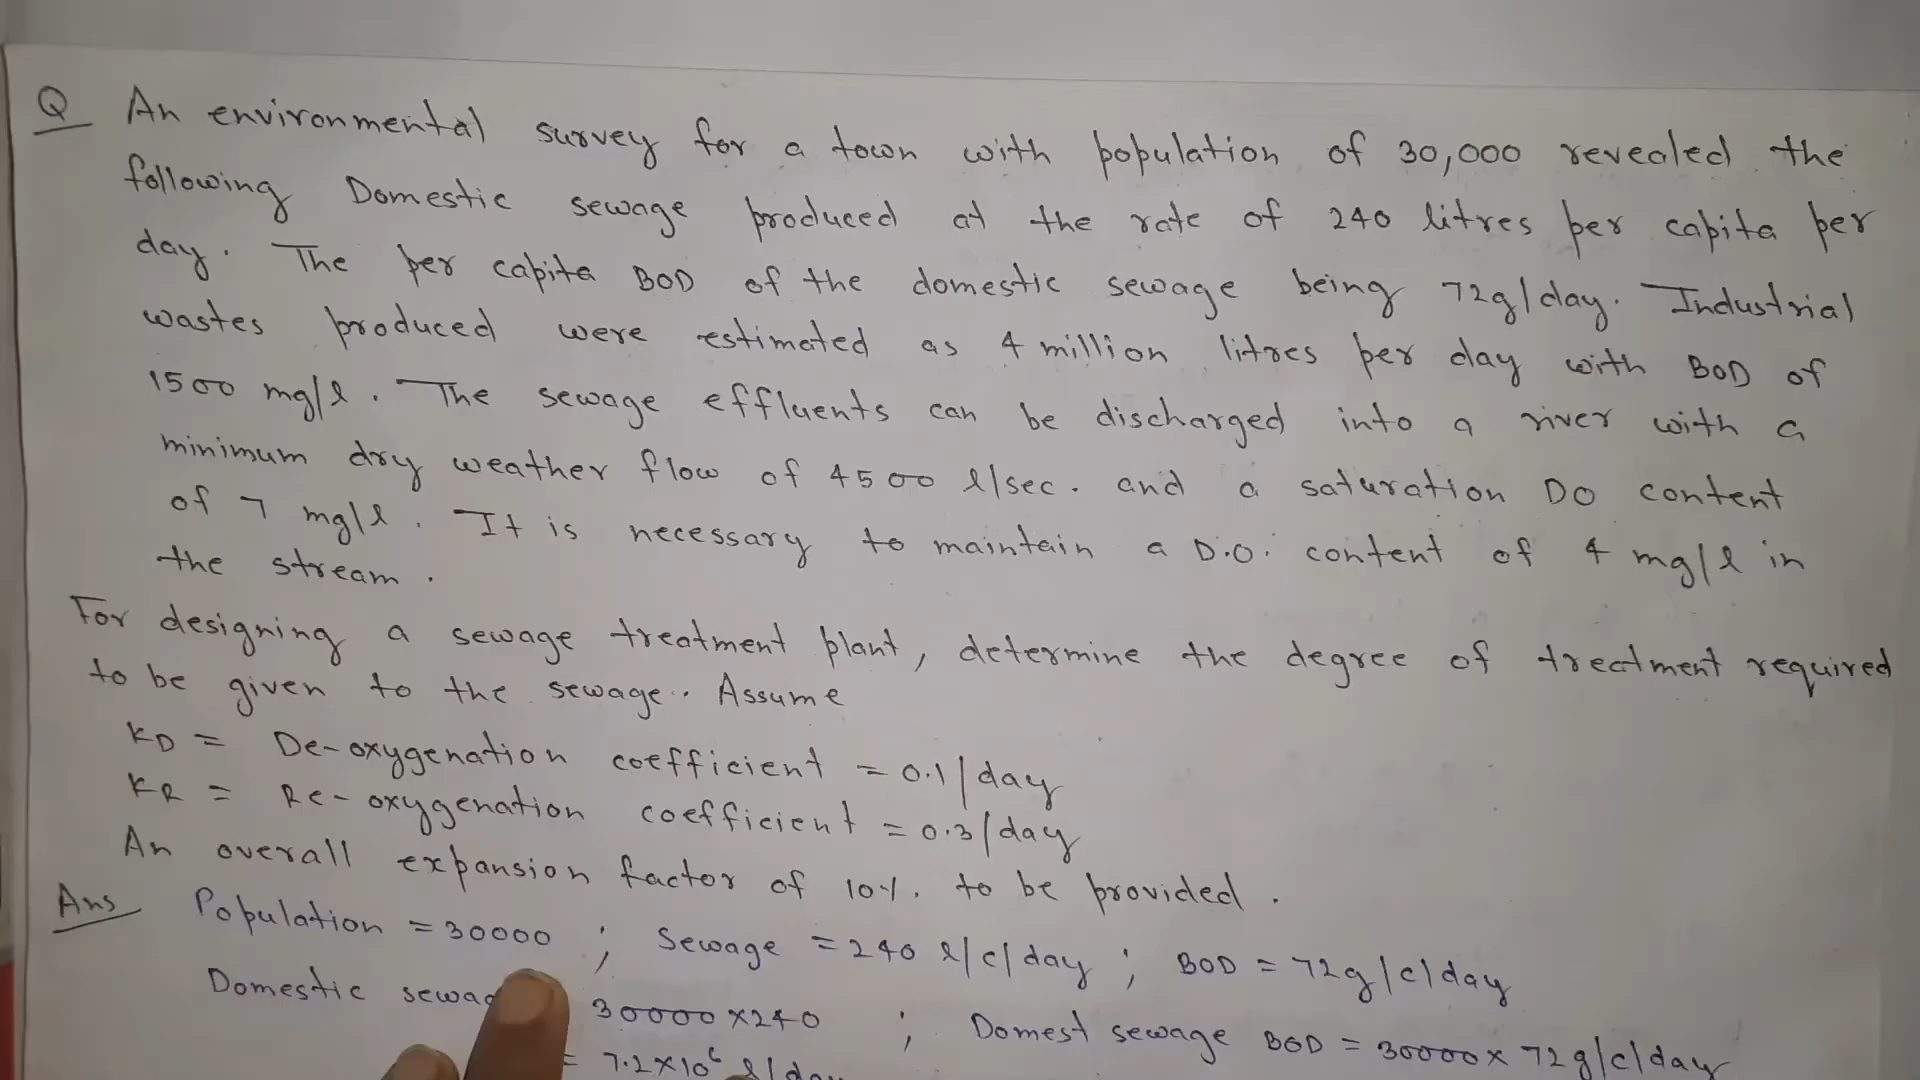 Q An environmental survey for a town with population of 30,000 revealed the
following Domestic sewage produced at the rate of 240 litres per capita per
day. The per capita BOD of the domestic sewage being 72g/day. Industrial
wastes produced were estimated as 4 million litres per day with BOD of
1500 mg/l. The sewage effluents can be discharged into a river with a
minimum dry weather flow of 4500 l/sec. and a saturation DO content
of 7 mg/l. It is necessary to maintain a D.O. content of 4 mg/l in
the stream.
For designing a sewage treatment plant, determine the degree of treatment required
to be given to the sewage. Assume
KD = De-oxygenation coefficient = 0.1/day
KR = Re-oxygenation coefficient = 0.3/day
An overall expansion factor of 10%. to be provided.
Ans Population = 30000 ; Sewage = 240 l/c/day ; BOD = 72g/c/day
Domestic 30000×240 ; Domest sewage BOD = 30000× 72g/c/day
= 7.2×10⁶ l/day